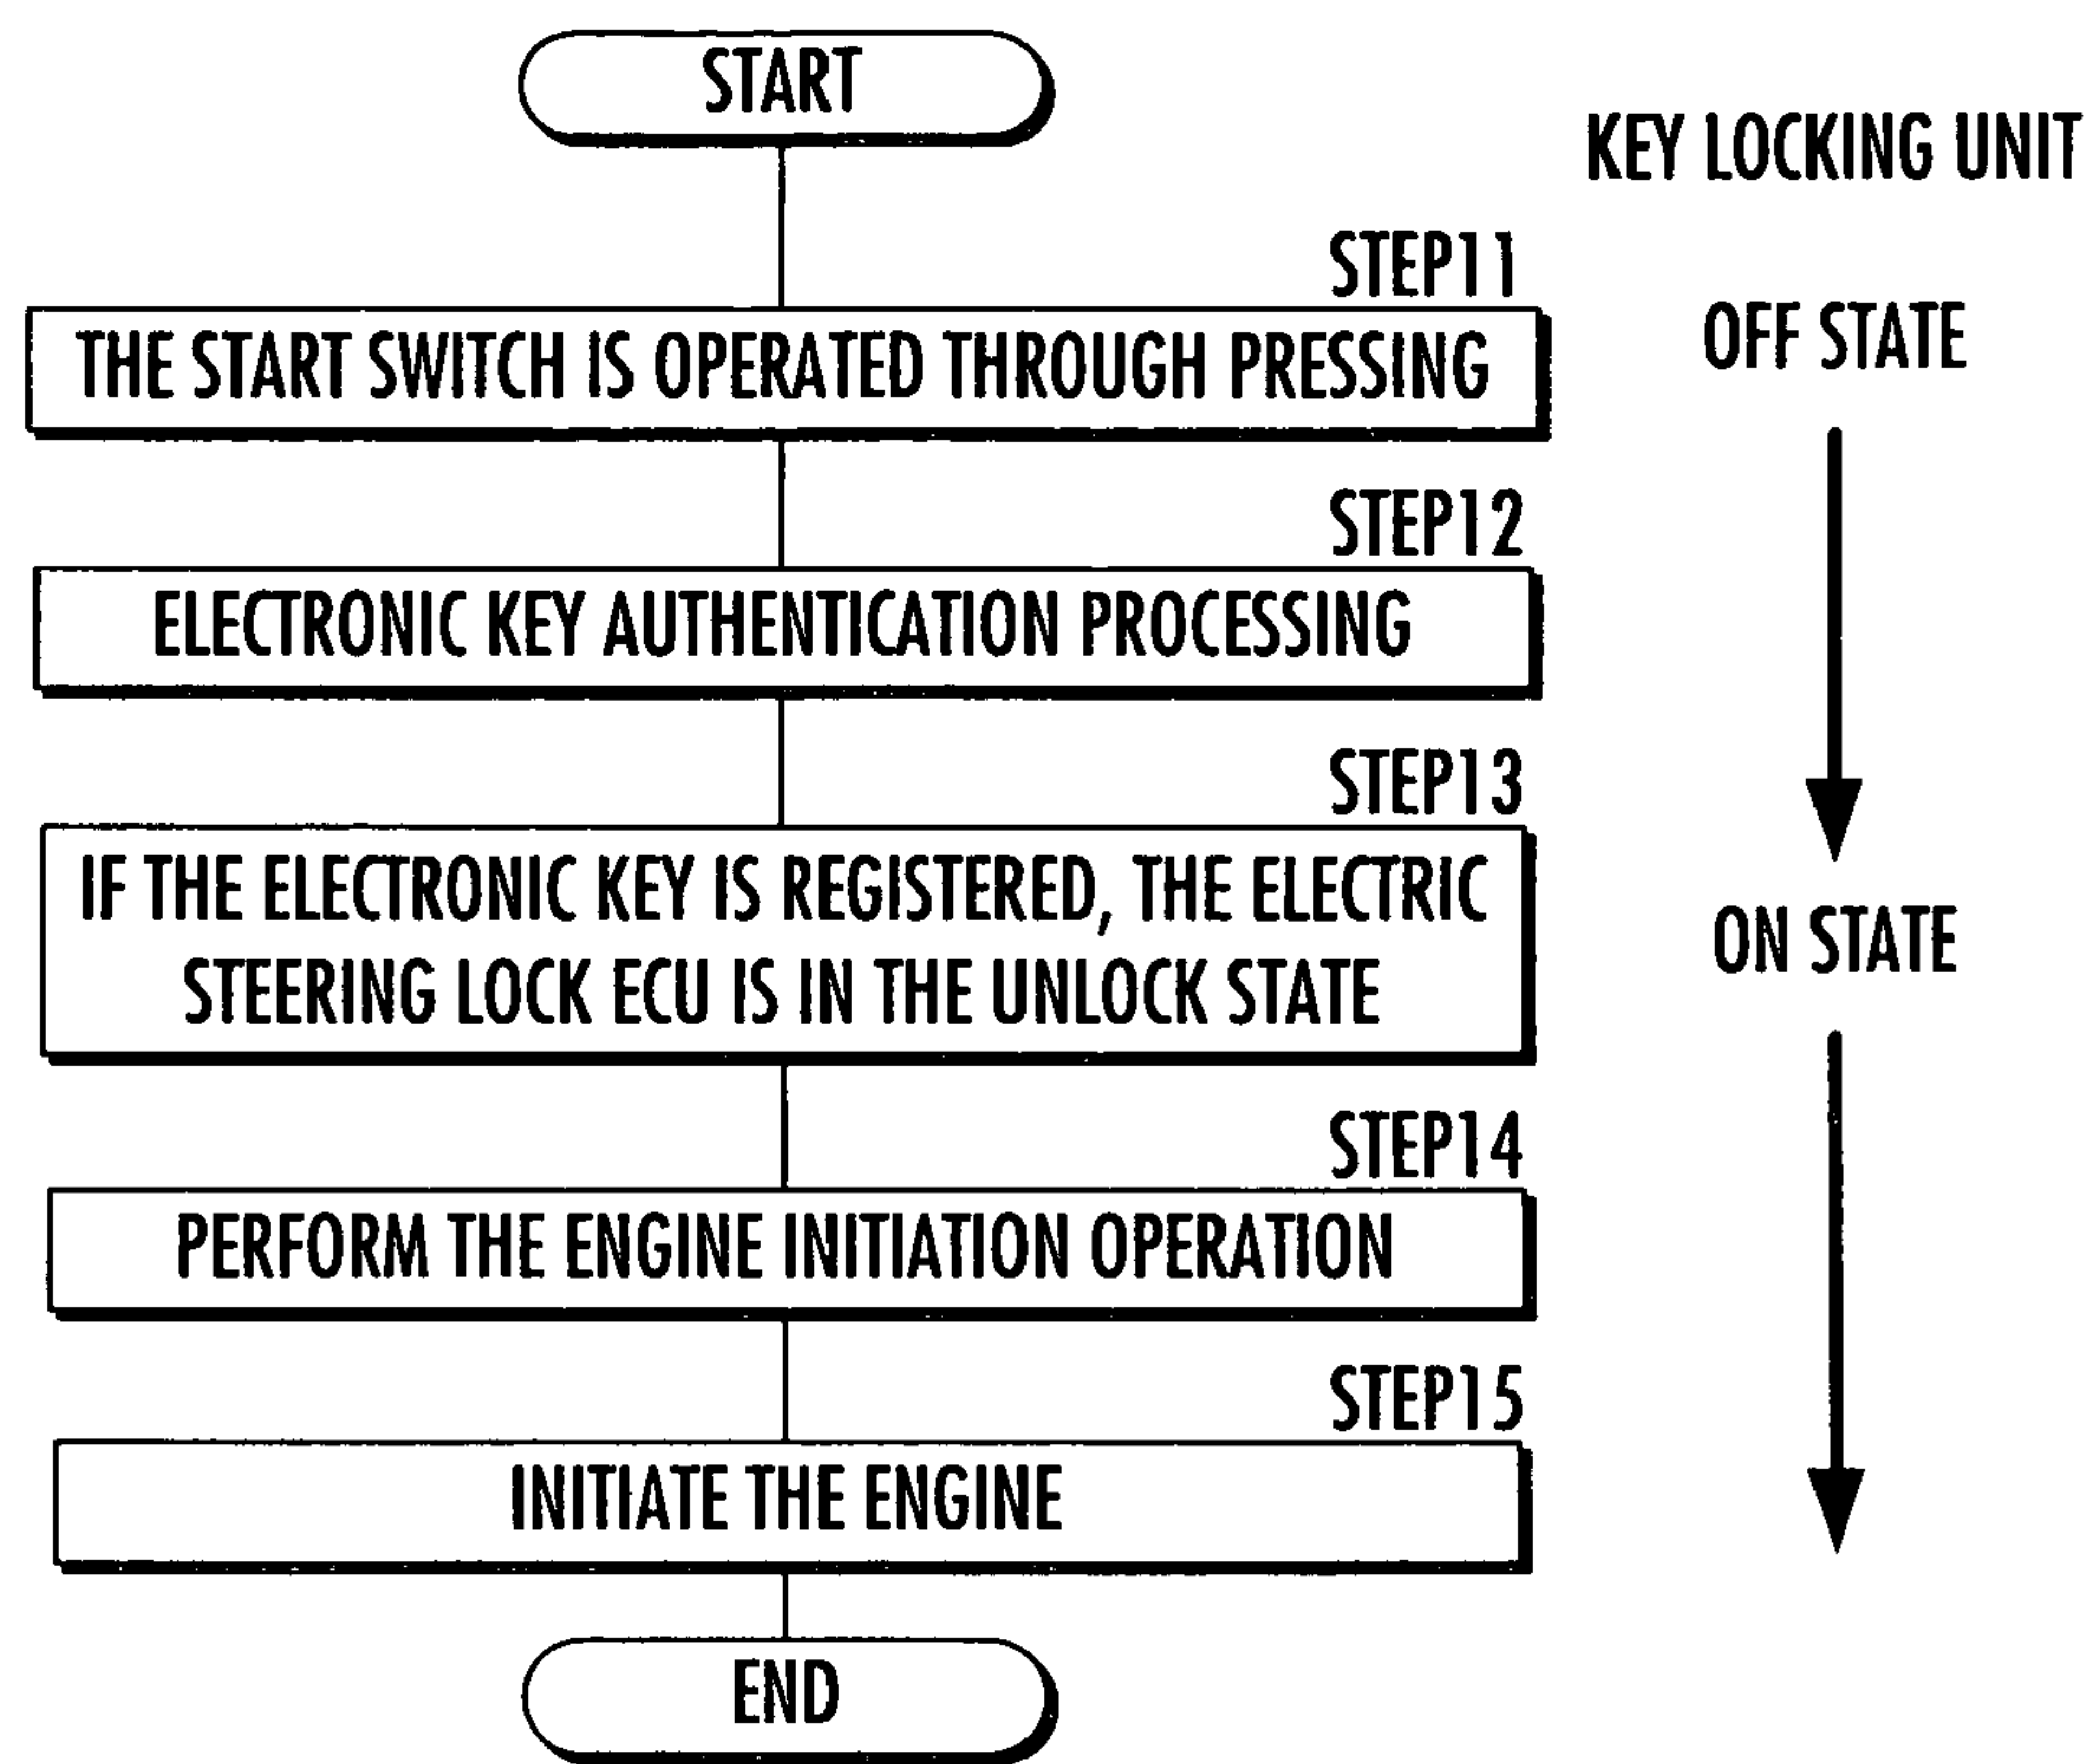 START
KEY LOCKING UNIT
STEP11
THE START SWITCH IS OPERATED THROUGH PRESSING
OFF STATE
STEP12
ELECTRONIC KEY AUTHENTICATION PROCESSING
STEP13
IF THE ELECTRONIC KEY IS REGISTERED, THE ELECTRIC
STEERING LOCK ECU IS IN THE UNLOCK STATE
ON STATE
STEP14
PERFORM THE ENGINE INITIATION OPERATION
STEP15
INITIATE THE ENGINE
END